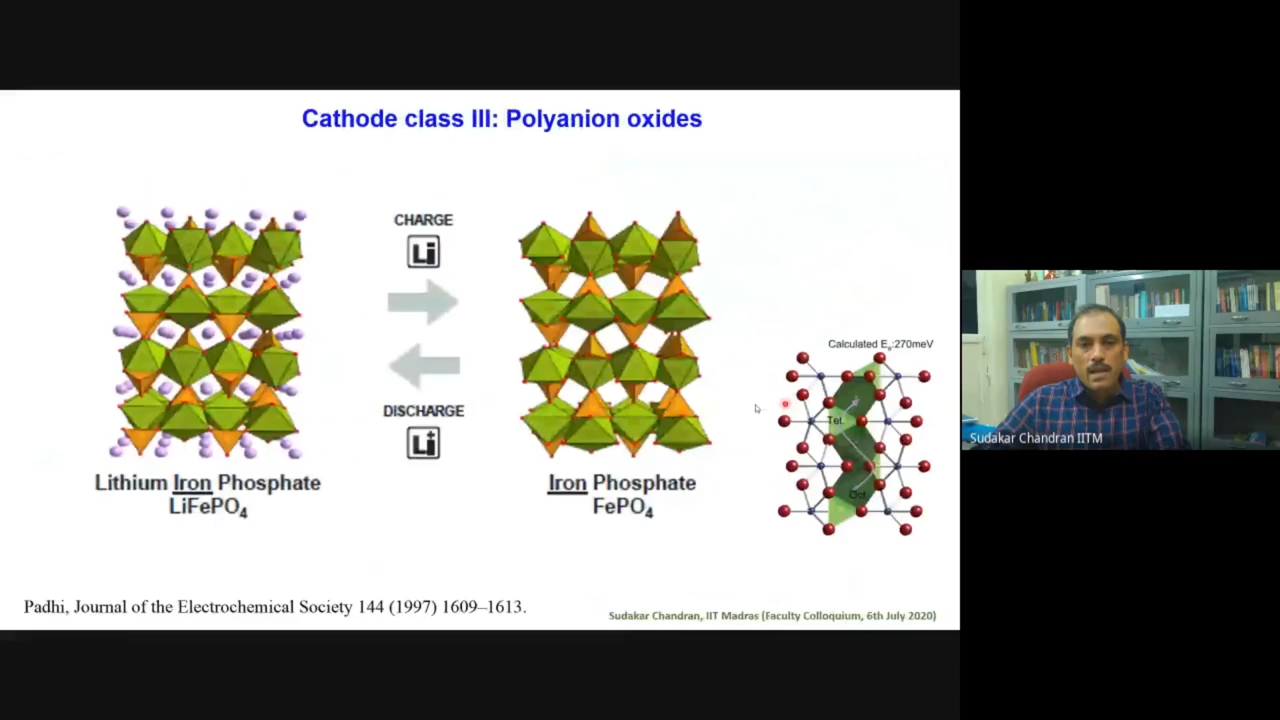 Cathode class III: Polyanion oxides
CHARGE
Li
DISCHARGE
Li
Lithium Iron Phosphate
LiFePO4
Iron Phosphate
FePO4
Calculated Ea:270meV
Tet.
Oct.
Padhi, Journal of the Electrochemical Society 144 (1997) 1609–1613.
Sudakar Chandran, IIT Madras (Faculty Colloquium, 6th July 2020)
Sudakar Chandran IITM